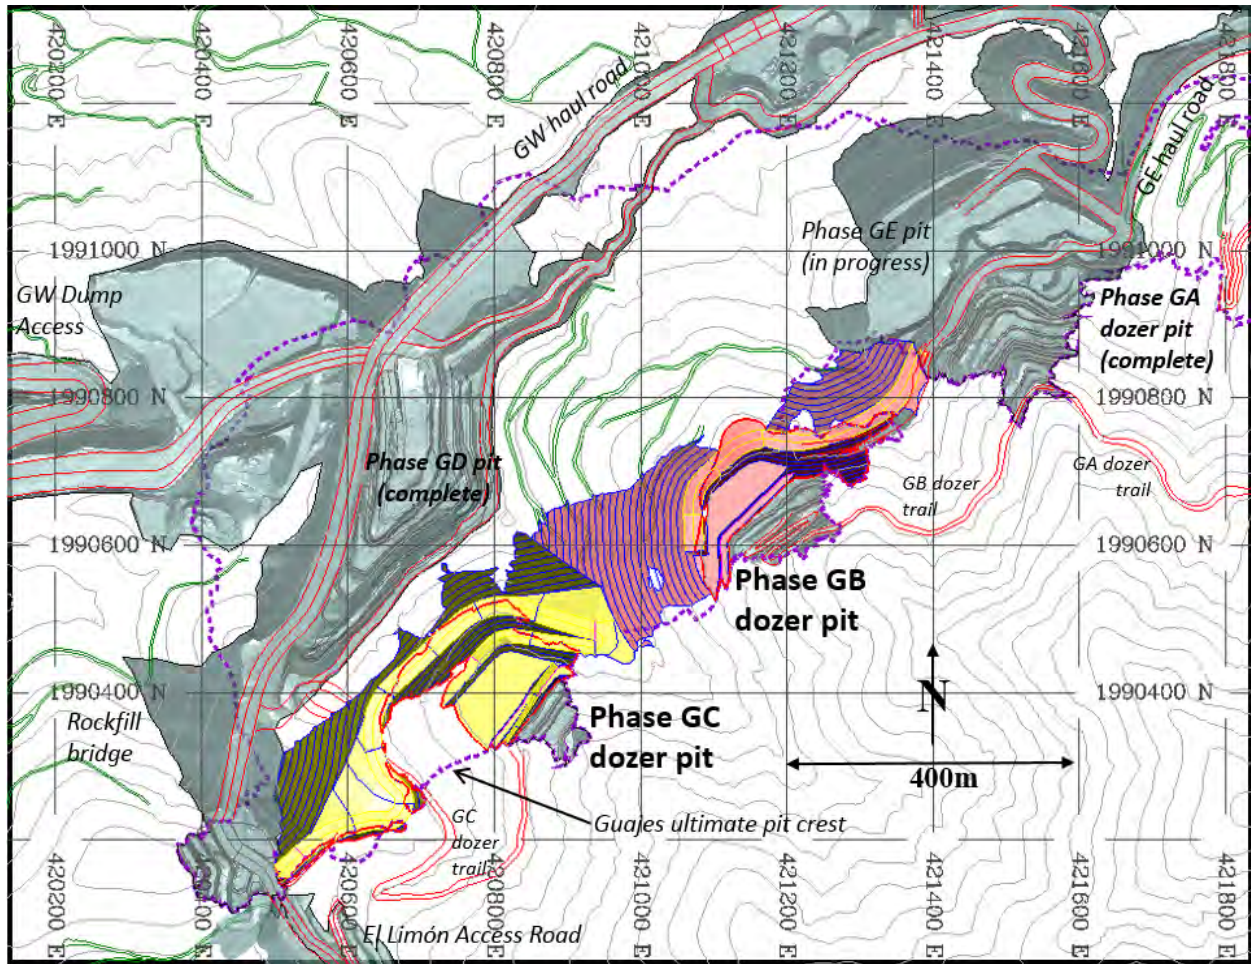 420200 E
420400 E
420600 E
420800 E
421000 E
421200 E
421400 E
421600 E
421800 E
GW haul road
GE haul road
Phase GE pit
(in progress)
1991000 N
1991000 N
GW Dump
Access
Phase GA
dozer pit
(complete)
1990800 N
1990800 N
Phase GD pit
(complete)
GB dozer
trail
GA dozer
trail
1990600 N
1990600 N
Phase GB
dozer pit
1990400 N
1990400 N
N
Rockfill
bridge
Phase GC
dozer pit
400m
GC
dozer
trail
Guajes ultimate pit crest
El Limón Access Road
420200 E
420600 E
420800 E
421000 E
421200 E
421400 E
421600 E
421800 E